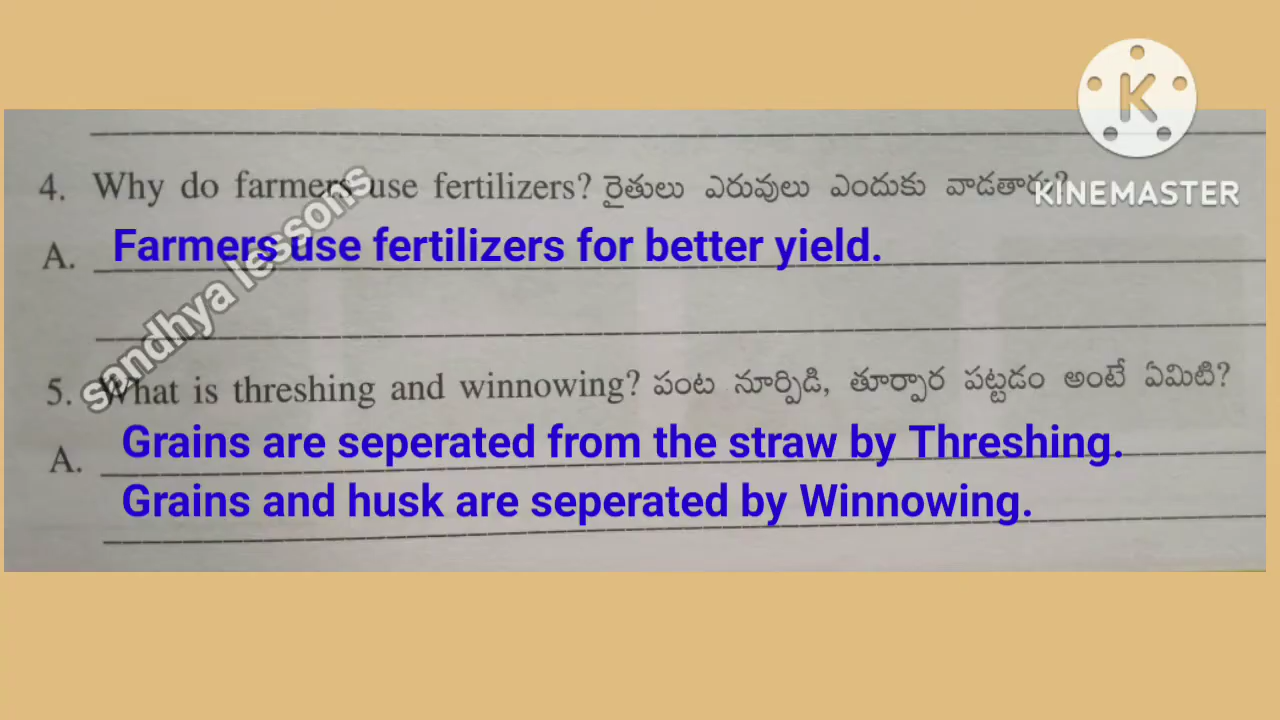 KINEMASTER
4. Why do farmers use fertilizers? రైతులు ఎరువులు ఎందుకు వాడతారు?
A. Farmers use fertilizers for better yield.
sandhya lessons
5. What is threshing and winnowing? పంట నూర్పిడి, తూర్పార పట్టడం అంటే ఏమిటి?
A. Grains are seperated from the straw by Threshing.
Grains and husk are seperated by Winnowing.